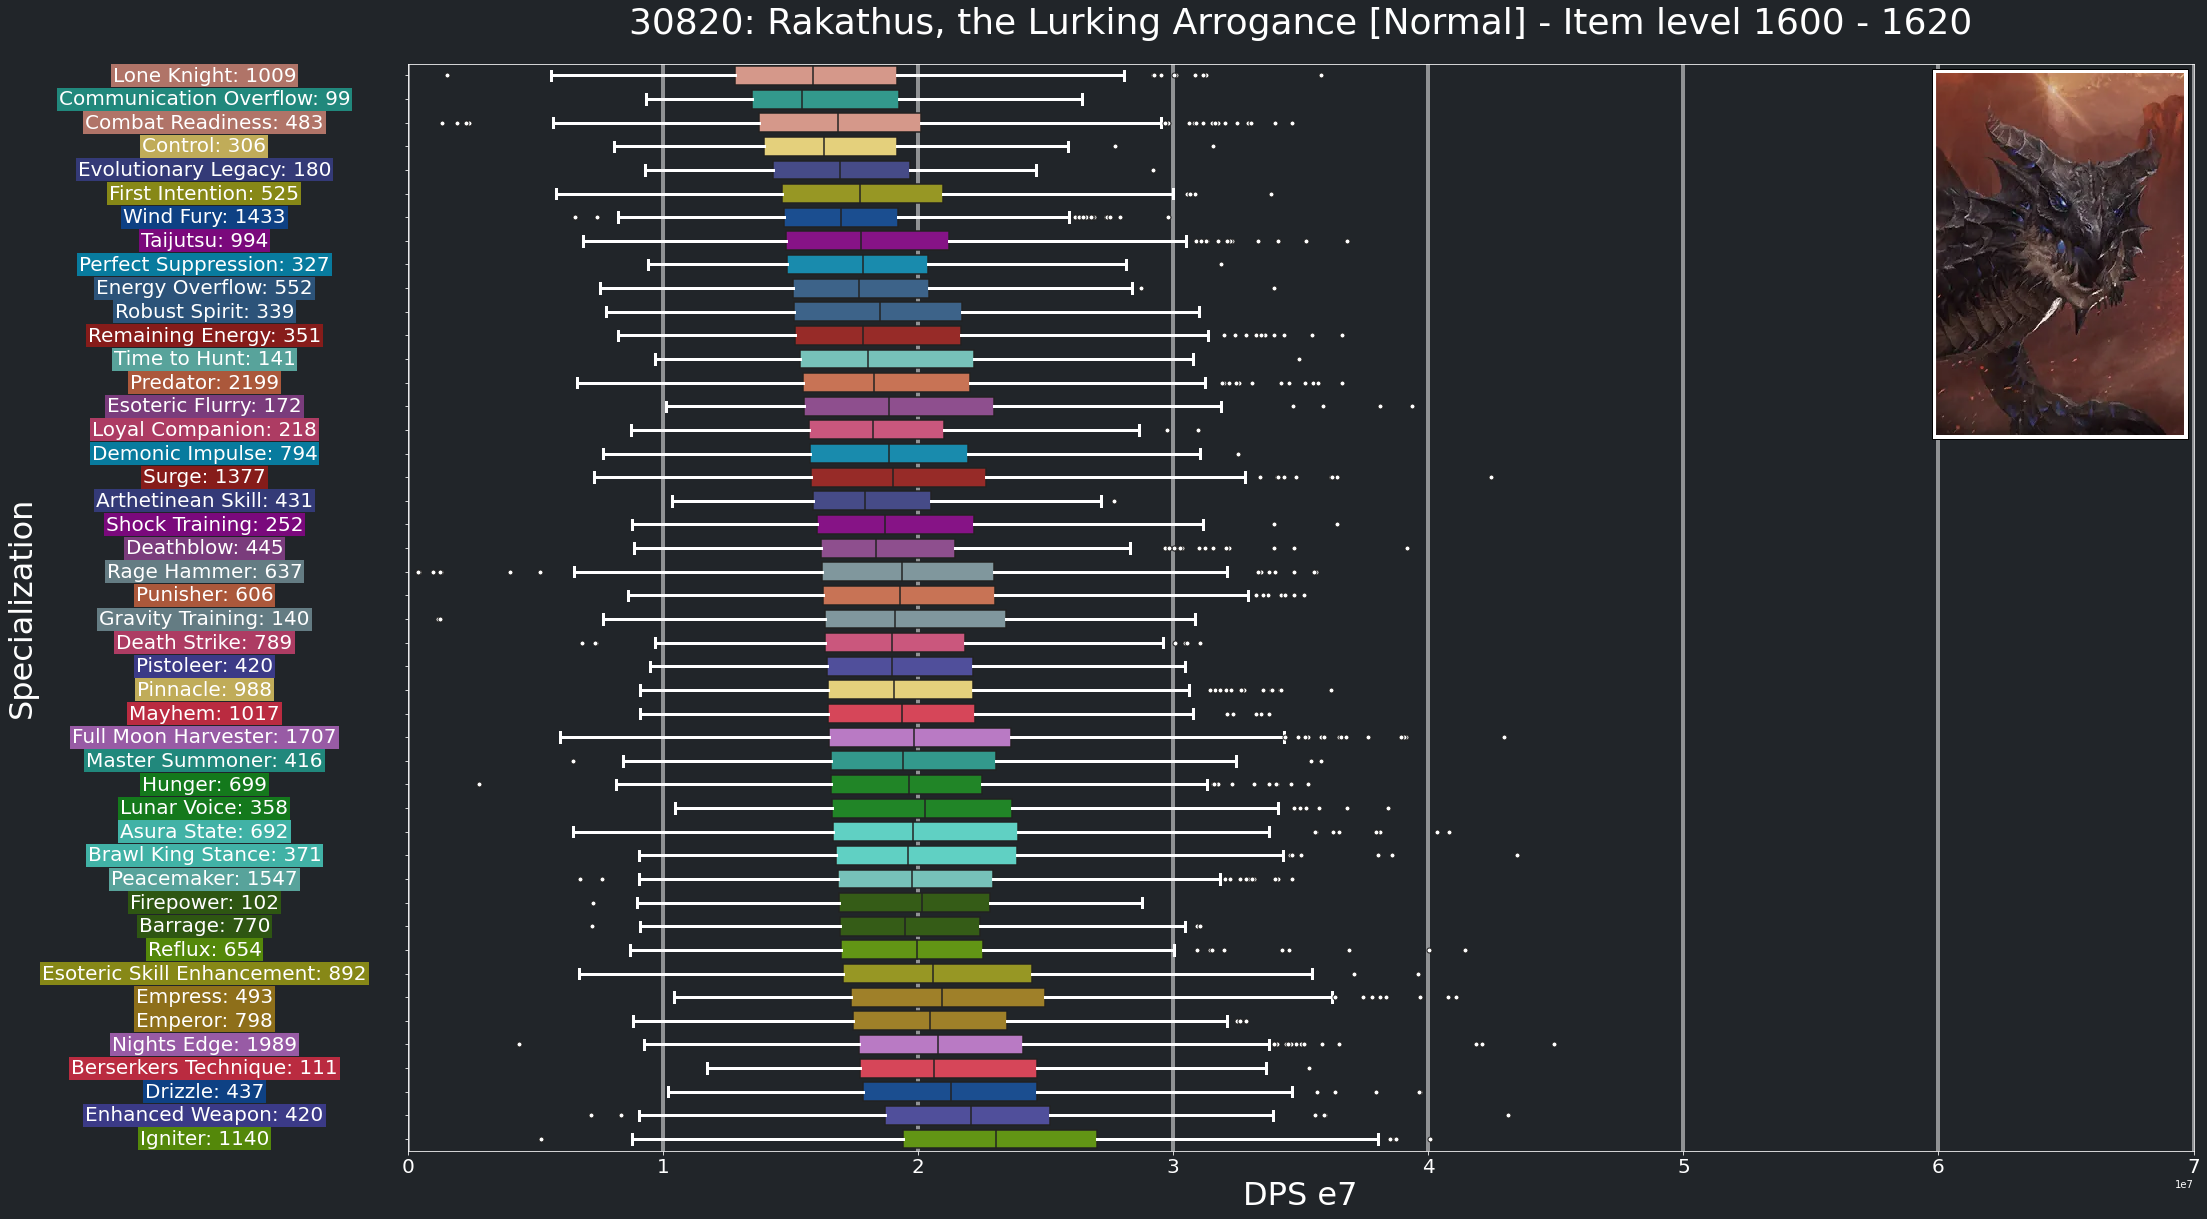 30820: Rakathus, the Lurking Arrogance [Normal] - Item level 1600 - 1620
Lone Knight: 1009
Communication Overflow: 99
Combat Readiness: 483
Control: 306
Evolutionary Legacy: 180
First Intention: 525
Wind Fury: 1433
Taijutsu: 994
Perfect Suppression: 327
Energy Overflow: 552
Robust Spirit: 339
Remaining Energy: 351
Time to Hunt: 141
Predator: 2199
Esoteric Flurry: 172
Loyal Companion: 218
Demonic Impulse: 794
Surge: 1377
Arthetinean Skill: 431
Shock Training: 252
Deathblow: 445
Rage Hammer: 637
Punisher: 606
Gravity Training: 140
Death Strike: 789
Pistoleer: 420
Pinnacle: 988
Mayhem: 1017
Full Moon Harvester: 1707
Master Summoner: 416
Hunger: 699
Lunar Voice: 358
Asura State: 692
Brawl King Stance: 371
Peacemaker: 1547
Firepower: 102
Barrage: 770
Reflux: 654
Esoteric Skill Enhancement: 892
Empress: 493
Emperor: 798
Nights Edge: 1989
Berserkers Technique: 111
Drizzle: 437
Enhanced Weapon: 420
Igniter: 1140
Specialization
0 1 2 3 4 5 6 7
1e7
DPS e7